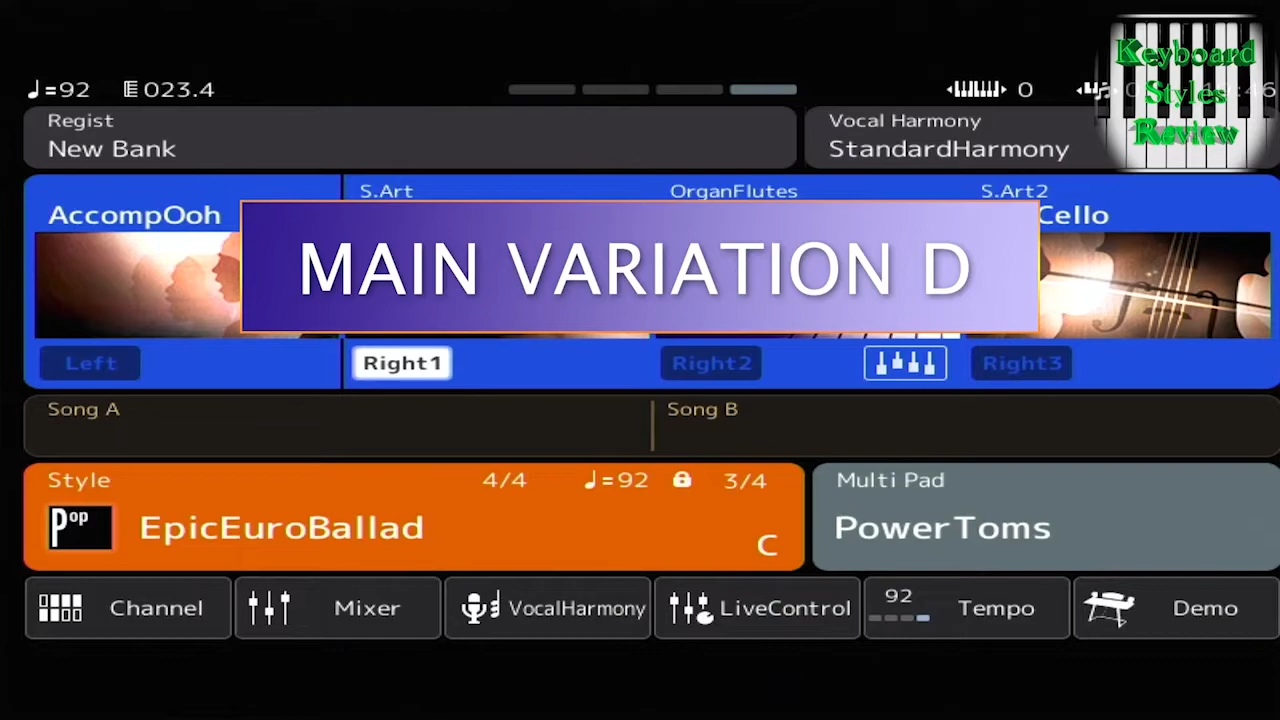 ♩=92 023.4
0
Keyboard
Styles
Review
Regist
New Bank
Vocal Harmony
StandardHarmony
AccompOoh
S.Art
OrganFlutes
S.Art2
Cello
MAIN VARIATION D
Left
Right1
Right2
Right3
Song A
Song B
Style
4/4 ♩=92 3/4
Pop
EpicEuroBallad
C
Multi Pad
PowerToms
Channel
Mixer
VocalHarmony
LiveControl
92
Tempo
Demo